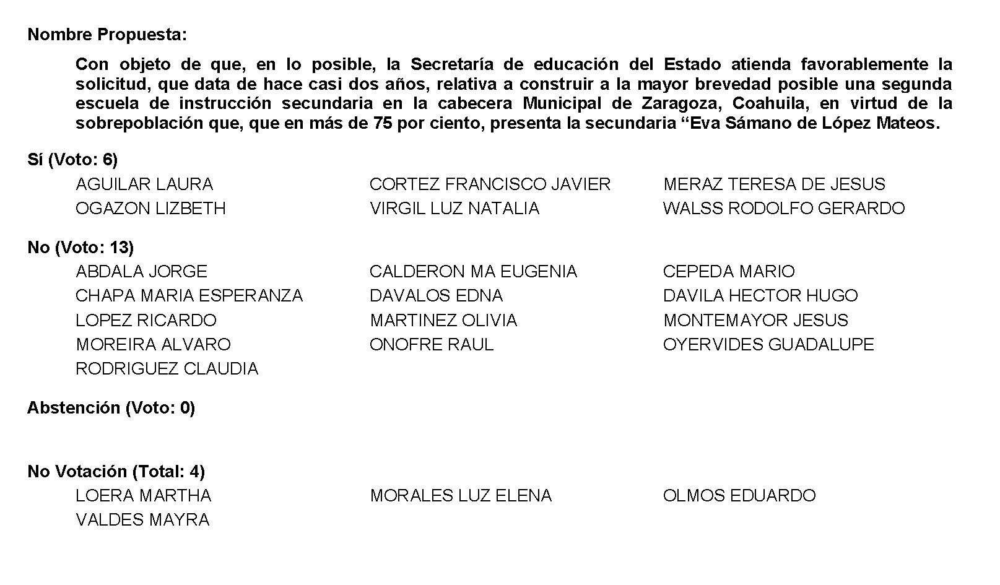 Nombre Propuesta:
Con objeto de que, en lo posible, la Secretaría de educación del Estado atienda favorablemente la
solicitud, que data de hace casi dos años, relativa a construir a la mayor brevedad posible una segunda
escuela de instrucción secundaria en la cabecera Municipal de Zaragoza, Coahuila, en virtud de la
sobrepoblación que, que en más de 75 por ciento, presenta la secundaria “Eva Sámano de López Mateos.
Sí (Voto: 6)
AGUILAR LAURA CORTEZ FRANCISCO JAVIER MERAZ TERESA DE JESUS
OGAZON LIZBETH VIRGIL LUZ NATALIA WALSS RODOLFO GERARDO
No (Voto: 13)
ABDALA JORGE CALDERON MA EUGENIA CEPEDA MARIO
CHAPA MARIA ESPERANZA DAVALOS EDNA DAVILA HECTOR HUGO
LOPEZ RICARDO MARTINEZ OLIVIA MONTEMAYOR JESUS
MOREIRA ALVARO ONOFRE RAUL OYERVIDES GUADALUPE
RODRIGUEZ CLAUDIA
Abstención (Voto: 0)
No Votación (Total: 4)
LOERA MARTHA MORALES LUZ ELENA OLMOS EDUARDO
VALDES MAYRA